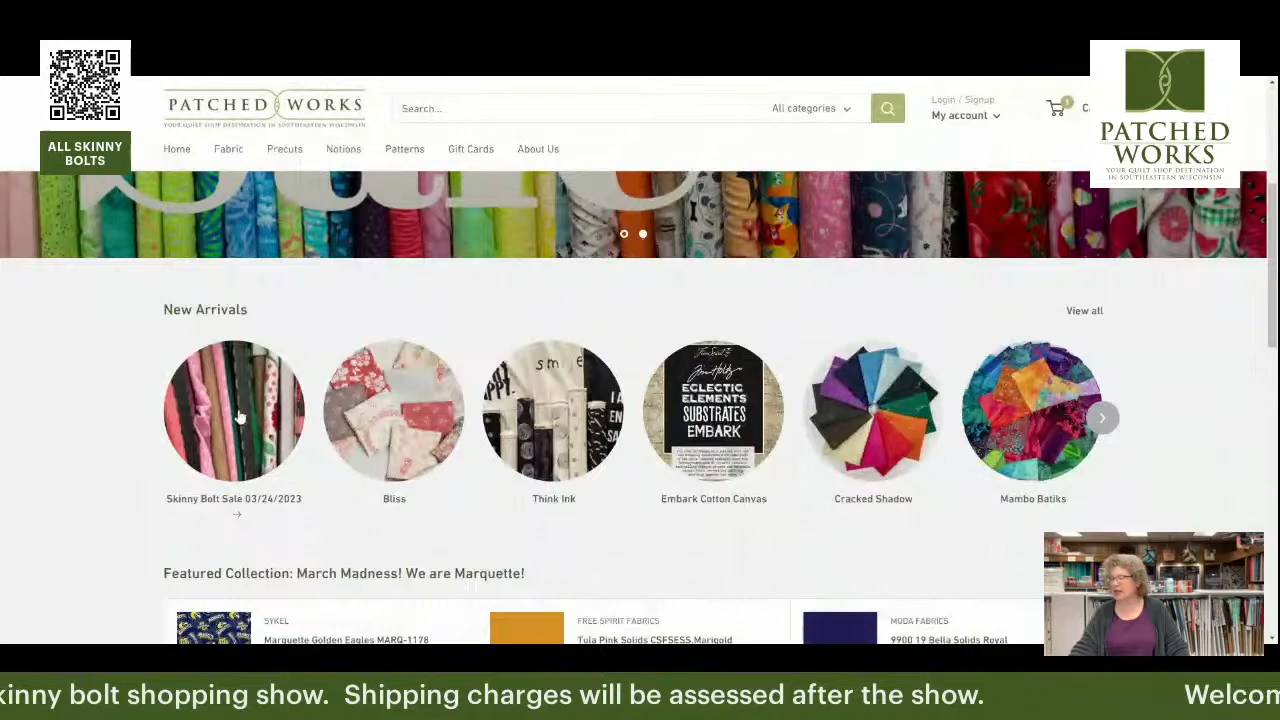 ALL SKINNY
BOLTS
PATCHED WORKS
YOUR QUILT SHOP DESTINATION IN SOUTHEASTERN WISCONSIN
Search...
All categories
Login / Signup
My account
1
Ca
PATCHED
WORKS
YOUR QUILT SHOP DESTINATION
IN SOUTHEASTERN WISCONSIN
Home Fabric Precuts Notions Patterns Gift Cards About Us
Sale
New Arrivals
View all
sm e
ECLECTIC
ELEMENTS
SUBSTRATES
EMBARK
Skinny Bolt Sale 03/24/2023
Bliss
Think Ink
Embark Cotton Canvas
Cracked Shadow
Mambo Batiks
Featured Collection: March Madness! We are Marquette!
SYKEL
Marquette Golden Eagles MARQ-1178
FREE SPIRIT FABRICS
Tula Pink Solids CSFSESS.Marigold
MODA FABRICS
9900 19 Bella Solids Royal
kinny bolt shopping show. Shipping charges will be assessed after the show. Welcom